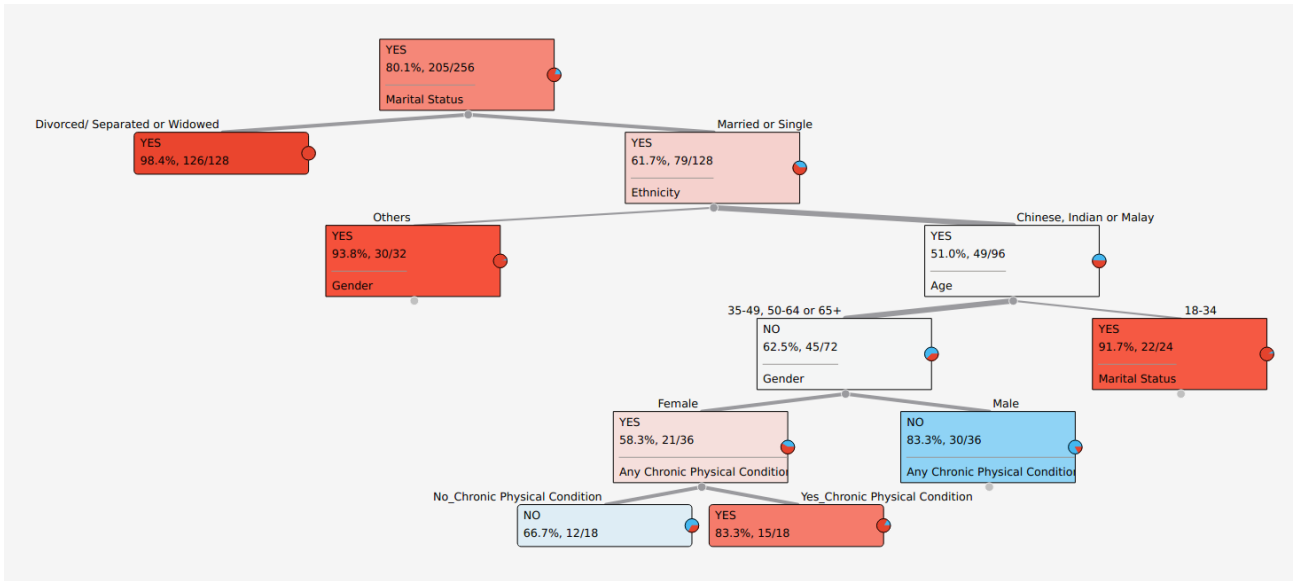 YES
80.1%, 205/256
Marital Status
Divorced/ Separated or Widowed
Married or Single
YES
98.4%, 126/128
YES
61.7%, 79/128
Ethnicity
Others
Chinese, Indian or Malay
YES
93.8%, 30/32
Gender
YES
51.0%, 49/96
Age
35-49, 50-64 or 65+
18-34
NO
62.5%, 45/72
Gender
YES
91.7%, 22/24
Marital Status
Female
Male
YES
58.3%, 21/36
Any Chronic Physical Condition
NO
83.3%, 30/36
Any Chronic Physical Condition
No_Chronic Physical Condition
Yes_Chronic Physical Condition
NO
66.7%, 12/18
YES
83.3%, 15/18